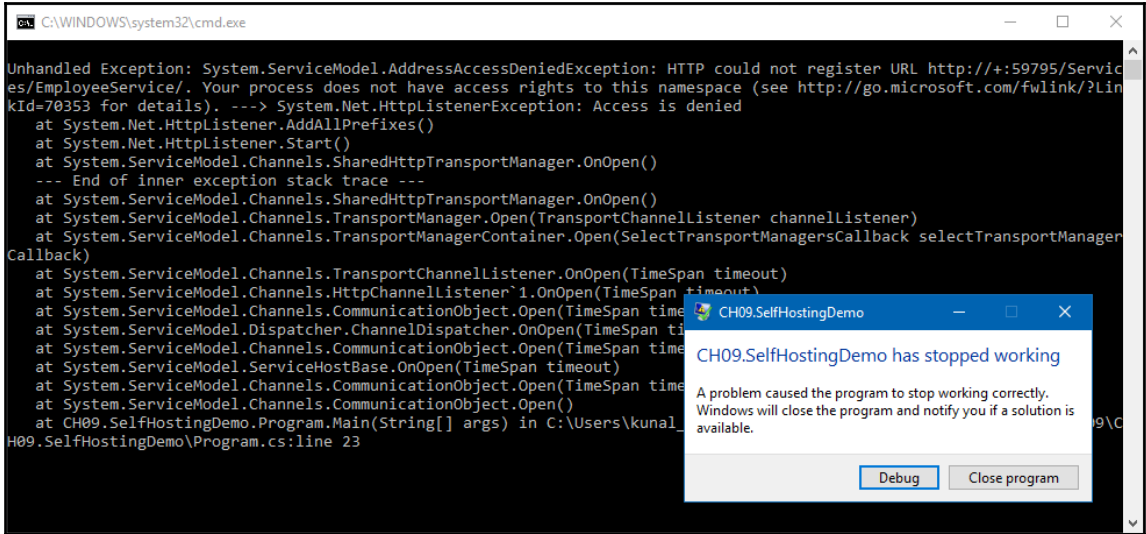 C:\WINDOWS\system32\cmd.exe
Unhandled Exception: System.ServiceModel.AddressAccessDeniedException: HTTP could not register URL http://+:59795/Servic
es/EmployeeService/. Your process does not have access rights to this namespace (see http://go.microsoft.com/fwlink/?Lin
kId=70353 for details). ---> System.Net.HttpListenerException: Access is denied
   at System.Net.HttpListener.AddAllPrefixes()
   at System.Net.HttpListener.Start()
   at System.ServiceModel.Channels.SharedHttpTransportManager.OnOpen()
   --- End of inner exception stack trace ---
   at System.ServiceModel.Channels.SharedHttpTransportManager.OnOpen()
   at System.ServiceModel.Channels.TransportManager.Open(TransportChannelListener channelListener)
   at System.ServiceModel.Channels.TransportManagerContainer.Open(SelectTransportManagersCallback selectTransportManager
Callback)
   at System.ServiceModel.Channels.TransportChannelListener.OnOpen(TimeSpan timeout)
   at System.ServiceModel.Channels.HttpChannelListener`1.OnOpen(TimeSpan timeout)
   at System.ServiceModel.Channels.CommunicationObject.Open(TimeSpan time
   at System.ServiceModel.Dispatcher.ChannelDispatcher.OnOpen(TimeSpan ti
   at System.ServiceModel.Channels.CommunicationObject.Open(TimeSpan time
   at System.ServiceModel.ServiceHostBase.OnOpen(TimeSpan timeout)
   at System.ServiceModel.Channels.CommunicationObject.Open(TimeSpan time
   at System.ServiceModel.Channels.CommunicationObject.Open()
   at CH09.SelfHostingDemo.Program.Main(String[] args) in C:\Users\kunal_ 09\C
H09.SelfHostingDemo\Program.cs:line 23
CH09.SelfHostingDemo
CH09.SelfHostingDemo has stopped working
A problem caused the program to stop working correctly.
Windows will close the program and notify you if a solution is
available.
Debug
Close program